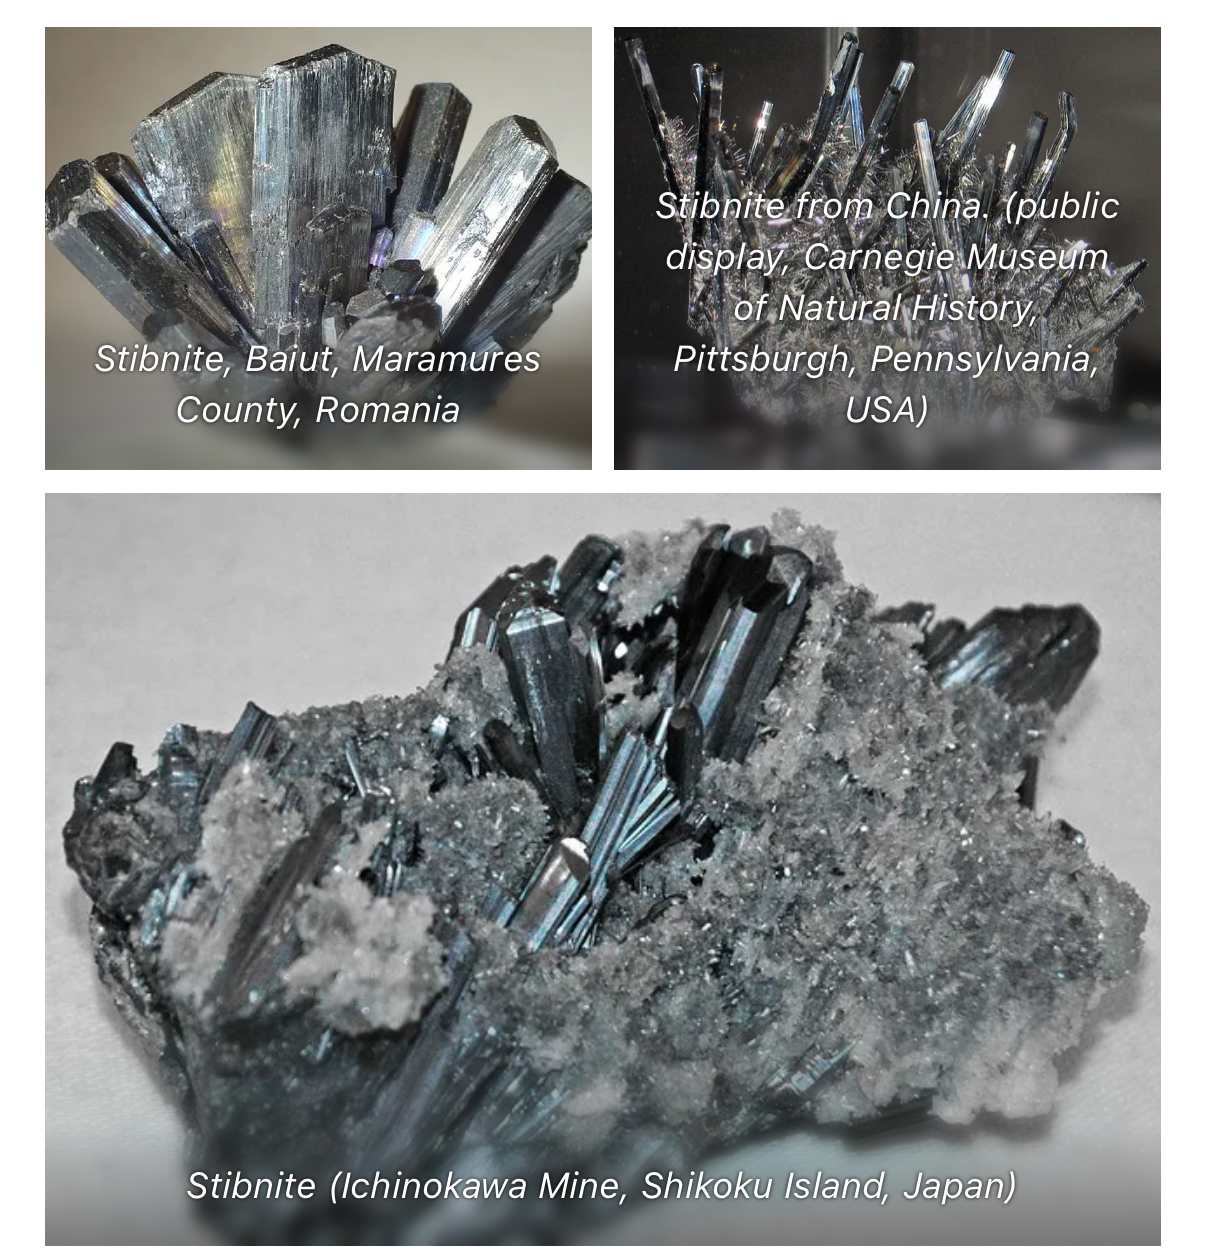 Stibnite, Baiut, Maramures
County, Romania
Stibnite from China. (public
display, Carnegie Museum
of Natural History,
Pittsburgh, Pennsylvania,
USA)
Stibnite (Ichinokawa Mine, Shikoku Island, Japan)